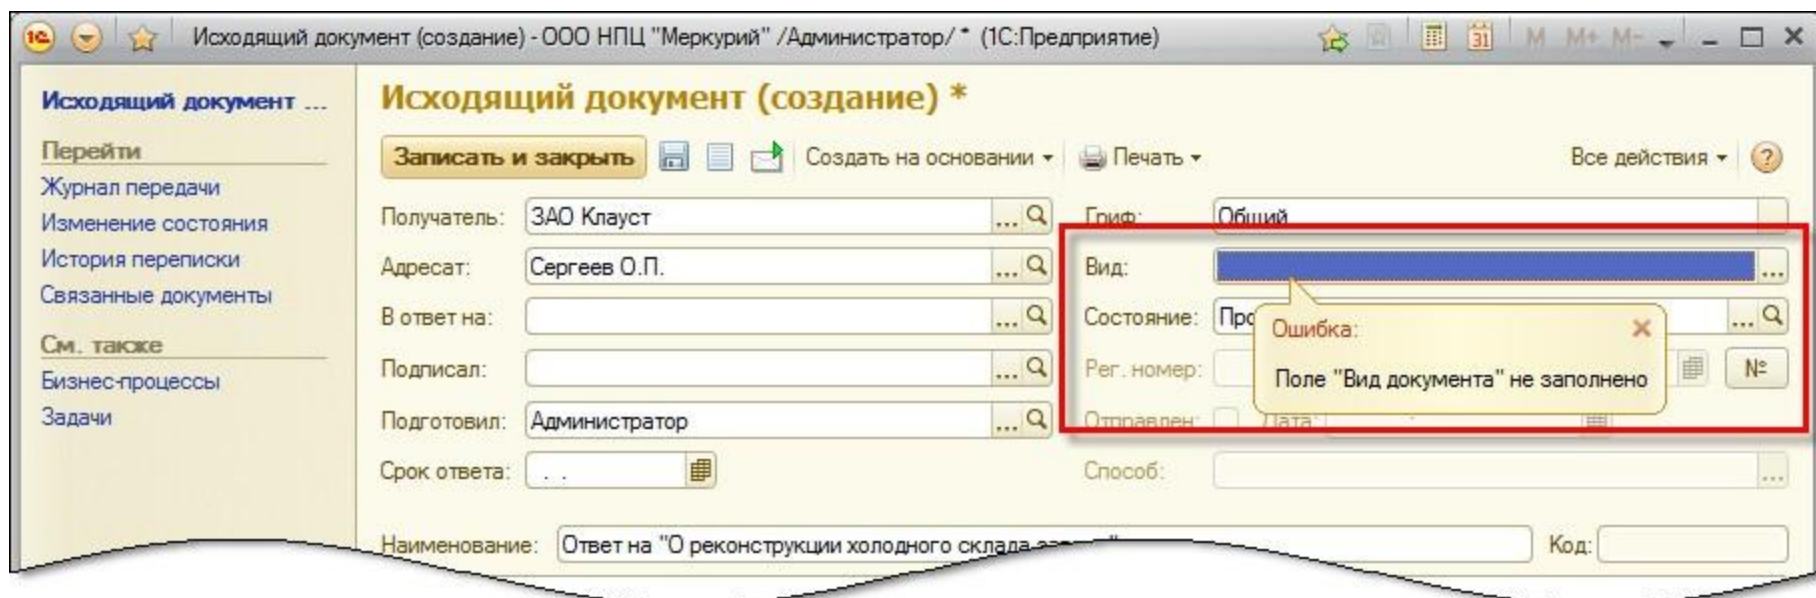 Исходящий документ (создание) - ООО НПЦ "Меркурий" /Администратор/ * (1С:Предприятие)
31 M M+ M-
Исходящий документ ...
Перейти
Журнал передачи
Изменение состояния
История переписки
Связанные документы
См. также
Бизнес-процессы
Задачи
Исходящий документ (создание) *
Записать и закрыть Создать на основании Печать Все действия ?
Получатель: ЗАО Клауст ... Гриф: Общий
Адресат: Сергеев О.П. ... Вид: ...
В ответ на: ... Состояние: Про ...
Ошибка:
Поле "Вид документа" не заполнено
Подписал: ... Рег. номер: №
Подготовил: Администратор ... Отправлен: Дата:
Срок ответа: . . Способ: ...
Наименование: Ответ на "О реконструкции холодного склада Код: